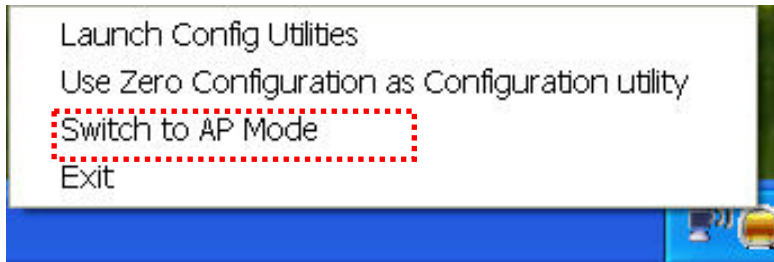 Launch Config Utilities
Use Zero Configuration as Configuration utility
Switch to AP Mode
Exit